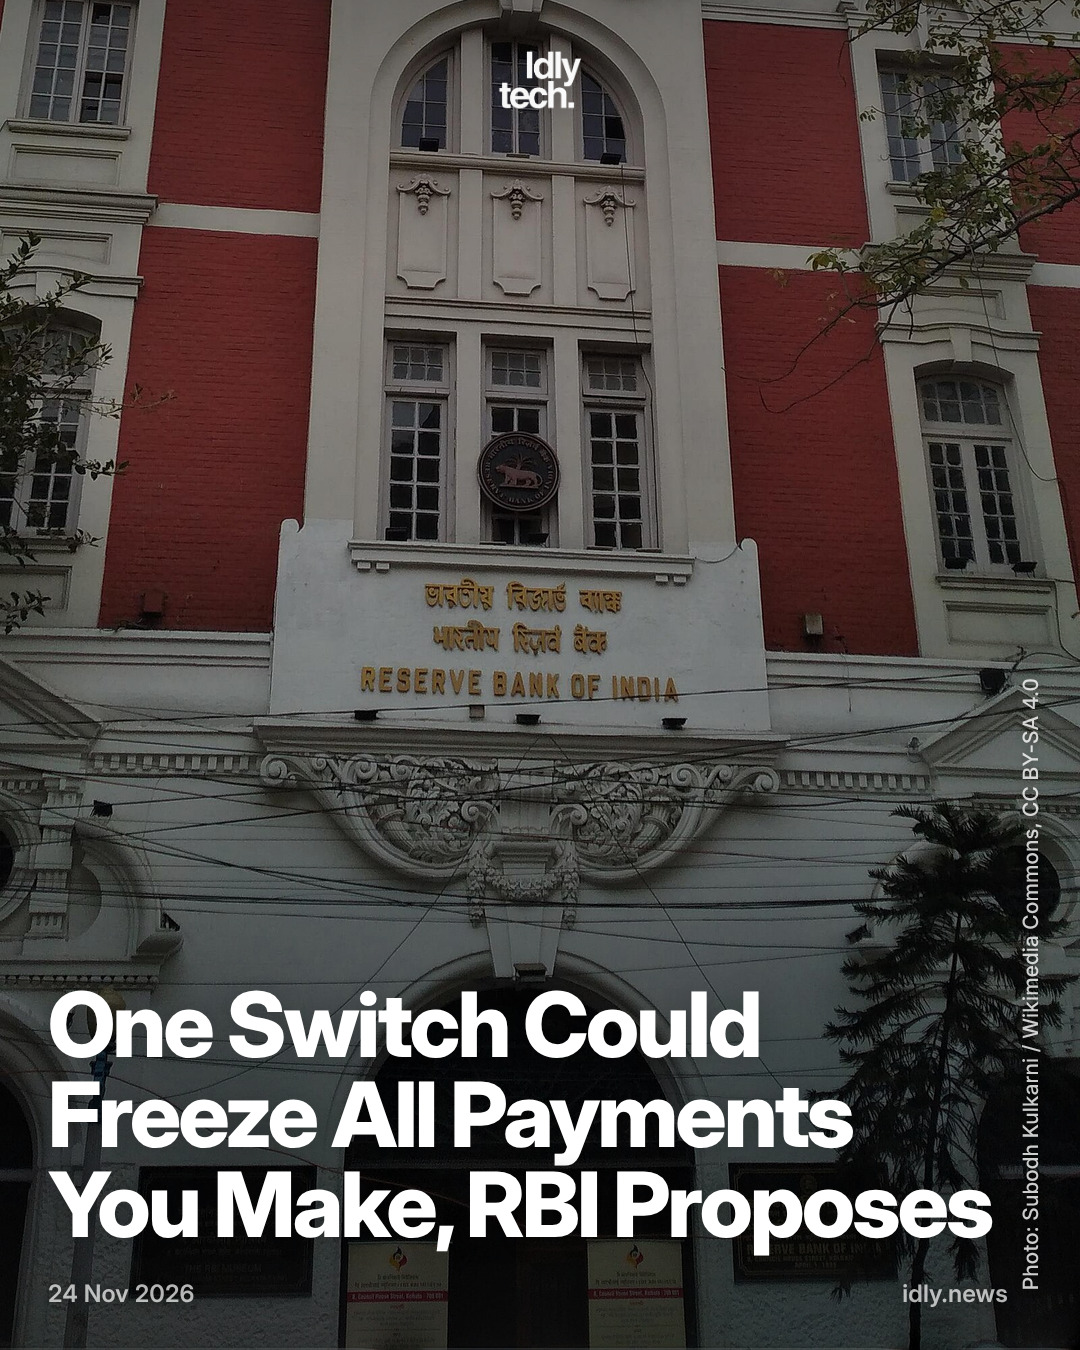 Idly
tech.
ভারতীয় রিজার্ভ ব্যাঙ্ক
भारतीय रिज़र्व बैंक
RESERVE BANK OF INDIA
One Switch Could
Freeze All Payments
You Make, RBI Proposes
24 Nov 2026
idly.news
Photo: Subodh Kulkarni / Wikimedia Commons, CC BY-SA 4.0